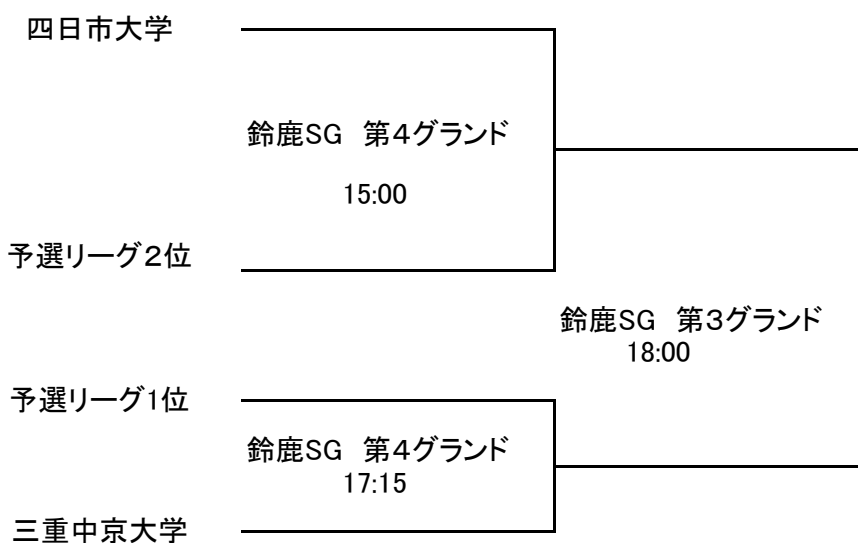 四日市大学
鈴鹿SG　第４グランド
15:00
予選リーグ２位
鈴鹿SG　第３グランド
18:00
予選リーグ1位
鈴鹿SG　第４グランド
17:15
三重中京大学